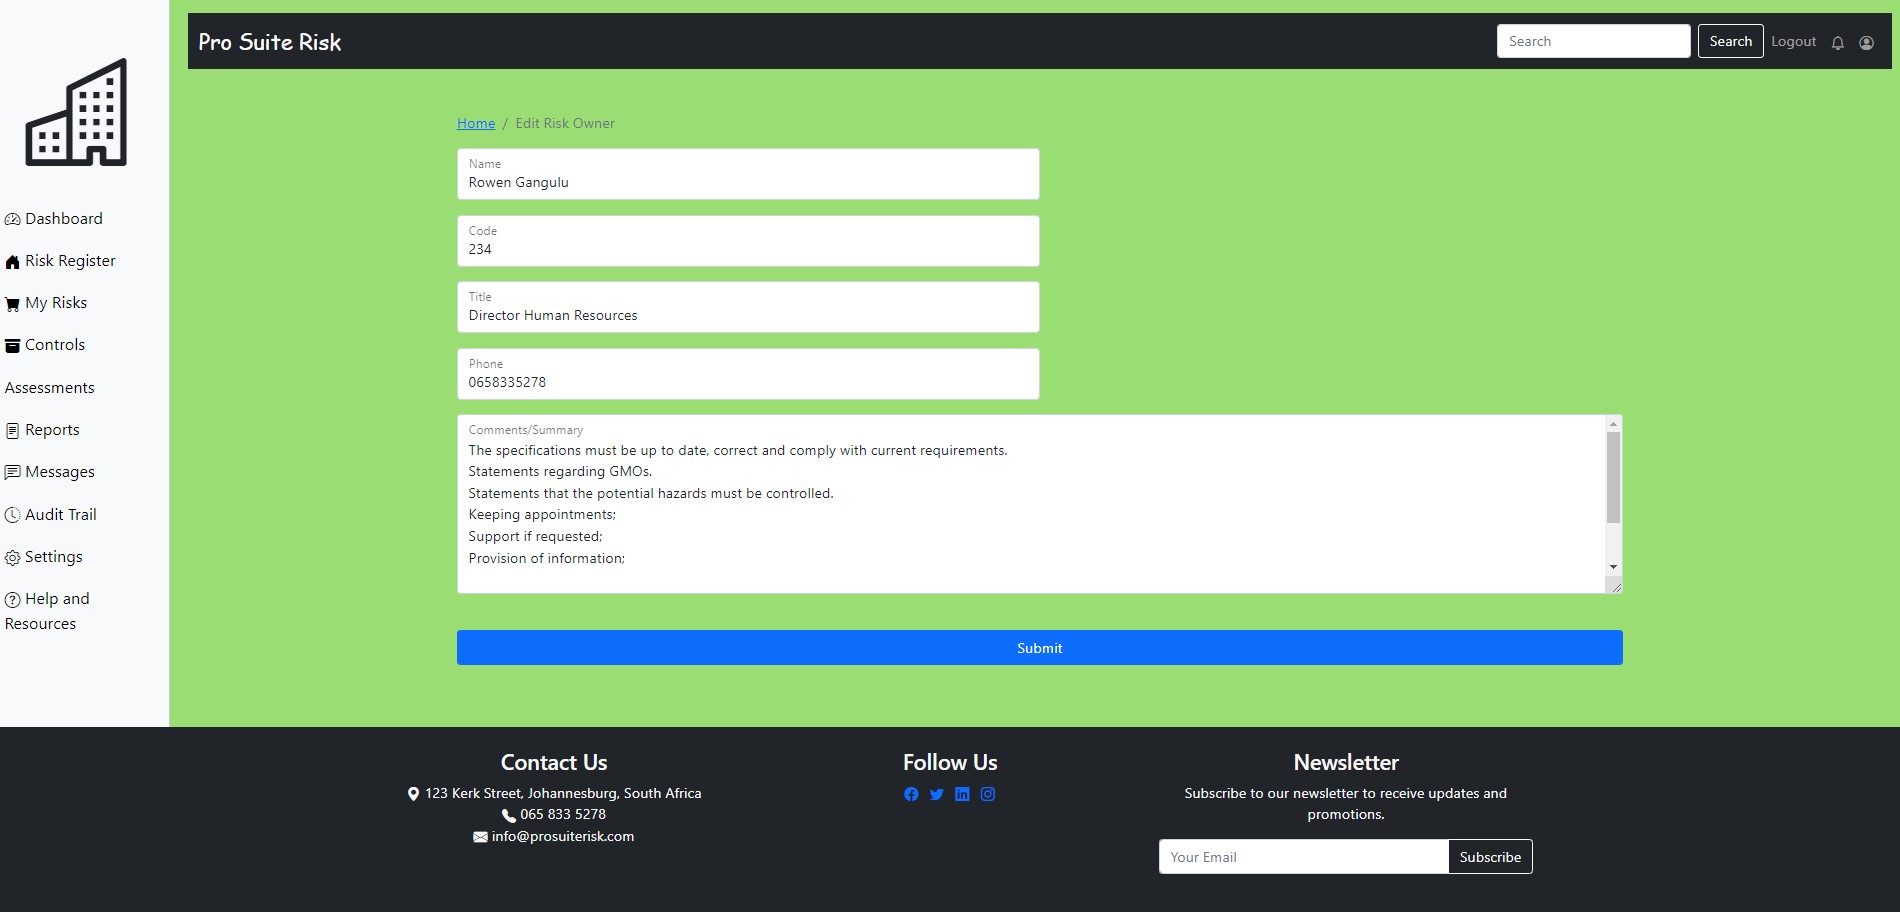 Pro Suite Risk
Search
Search
Logout
Dashboard
Risk Register
My Risks
Controls
Assessments
Reports
Messages
Audit Trail
Settings
Help and
Resources
Home / Edit Risk Owner
Name
Rowen Gangulu
Code
234
Title
Director Human Resources
Phone
0658335278
Comments/Summary
The specifications must be up to date, correct and comply with current requirements.
Statements regarding GMOs.
Statements that the potential hazards must be controlled.
Keeping appointments;
Support if requested;
Provision of information;
Submit
Contact Us
123 Kerk Street, Johannesburg, South Africa
065 833 5278
info@prosuiterisk.com
Follow Us
Newsletter
Subscribe to our newsletter to receive updates and
promotions.
Your Email
Subscribe